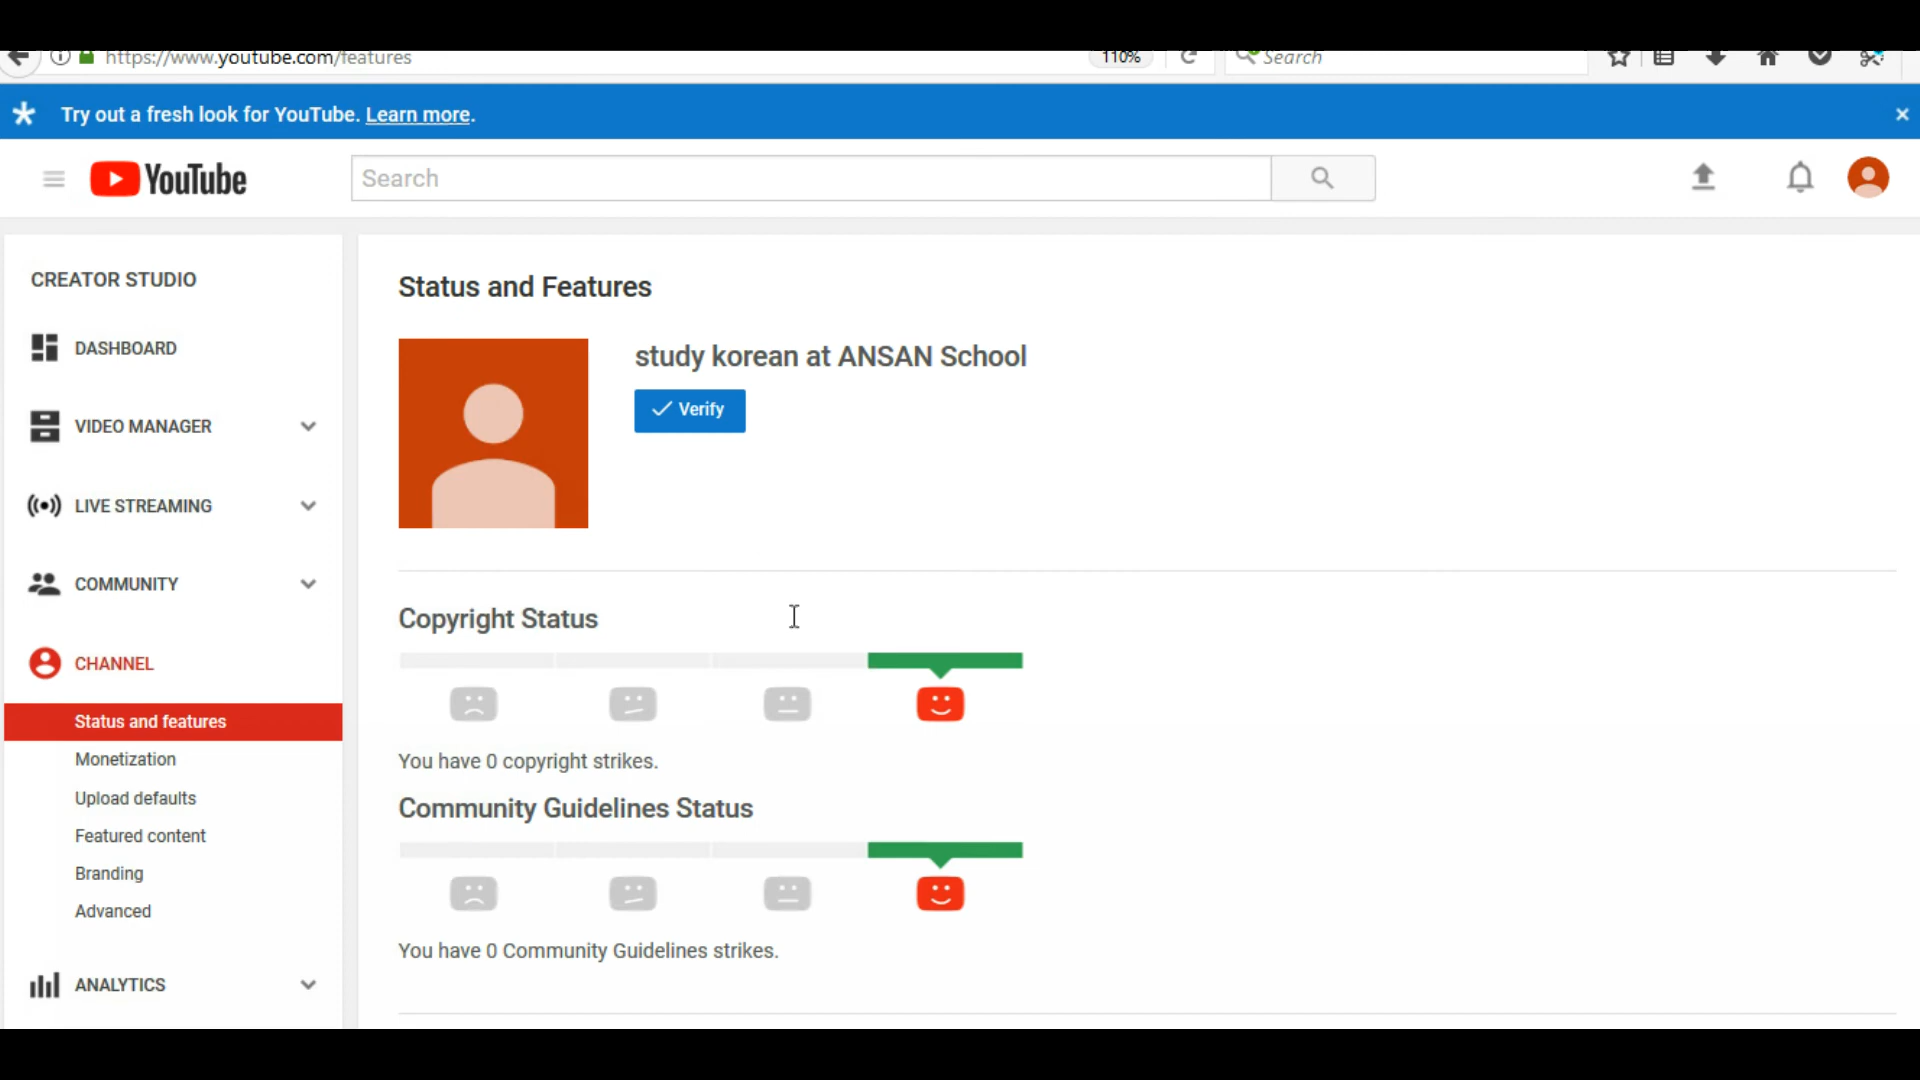 https://www.youtube.com/features
110%
Search
Try out a fresh look for YouTube. Learn more.
YouTube
Search
CREATOR STUDIO
DASHBOARD
VIDEO MANAGER
LIVE STREAMING
COMMUNITY
CHANNEL
Status and features
Monetization
Upload defaults
Featured content
Branding
Advanced
ANALYTICS
Status and Features
study korean at ANSAN School
Verify
Copyright Status
You have 0 copyright strikes.
Community Guidelines Status
You have 0 Community Guidelines strikes.